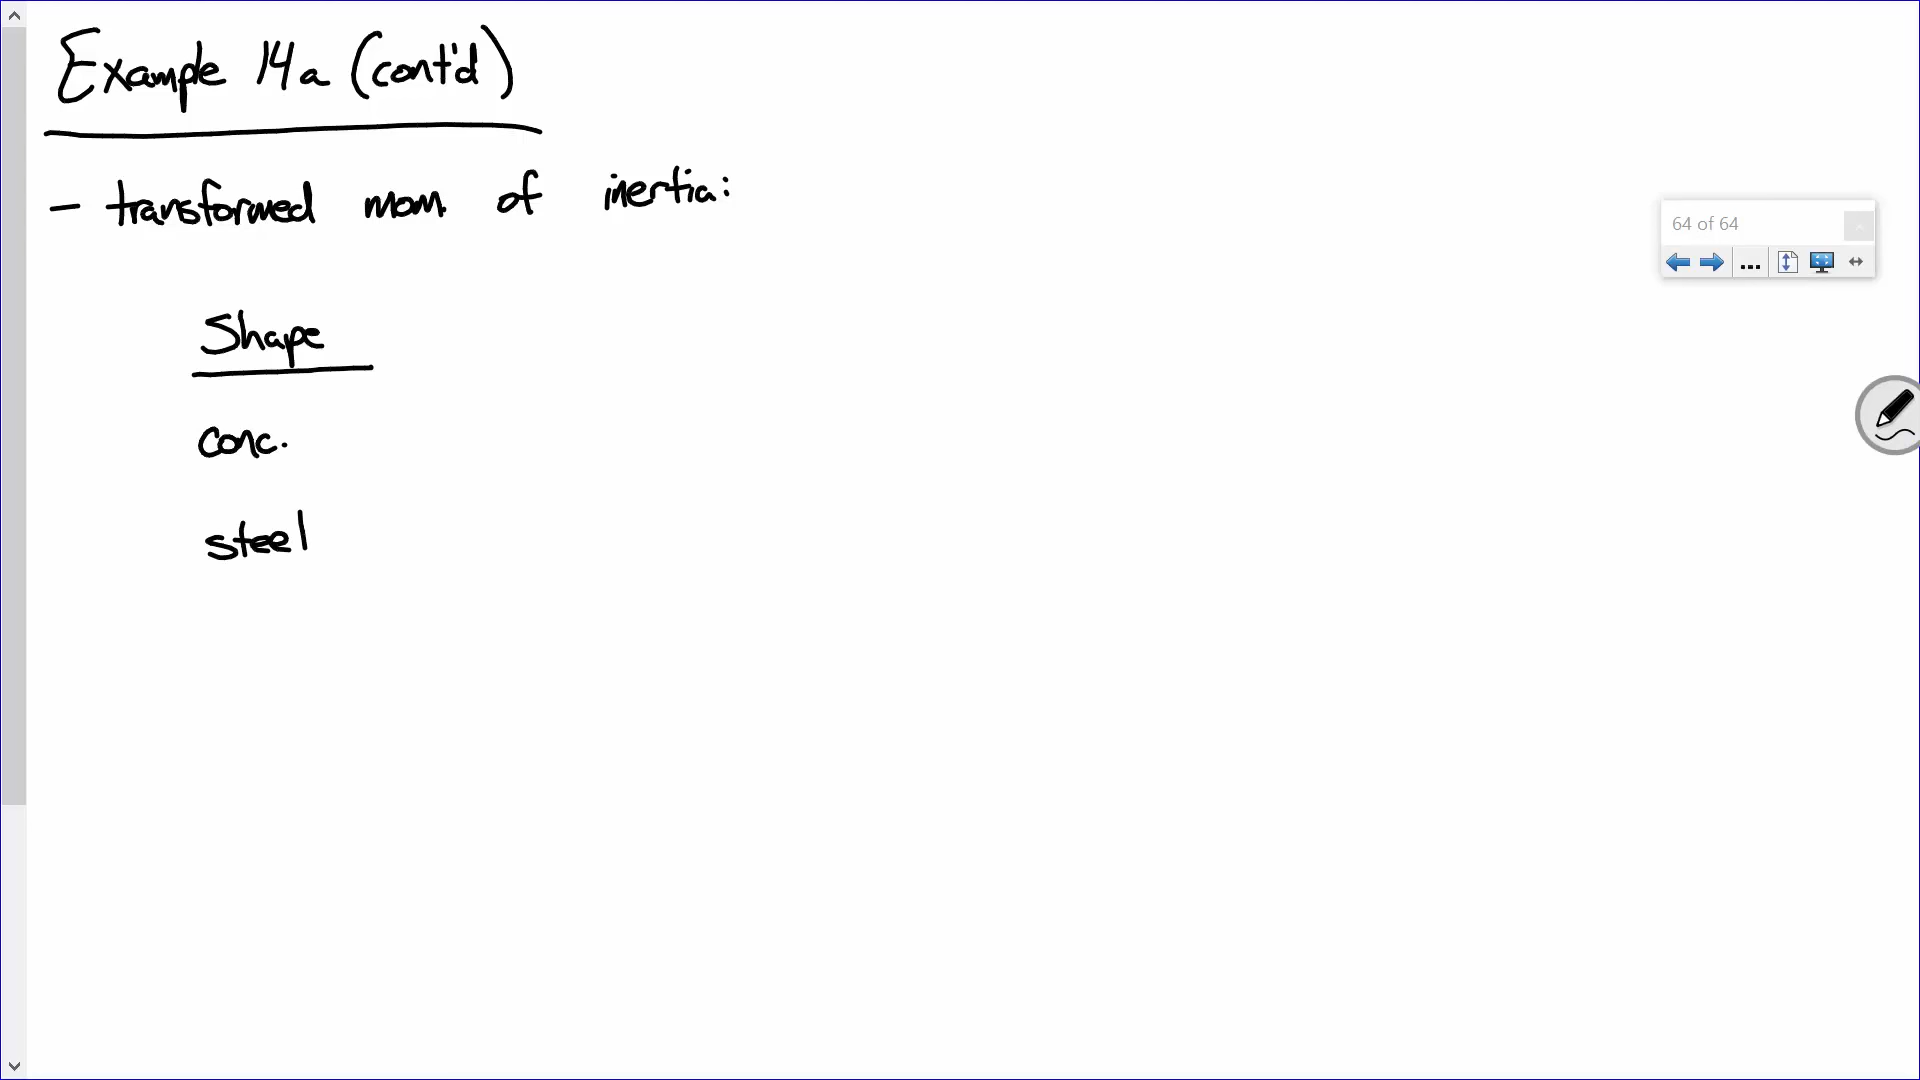 Example 14a (cont'd)
- transformed mom. of inertia:
64 of 64
Shape
conc.
steel